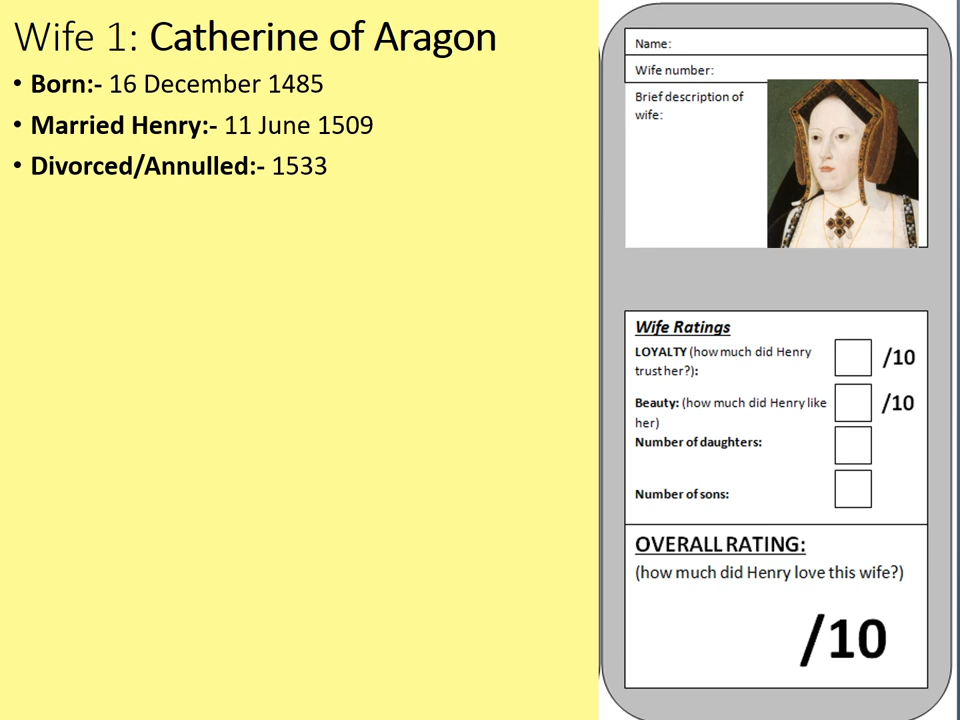 Wife 1: Catherine of Aragon
• Born:- 16 December 1485
• Married Henry:- 11 June 1509
• Divorced/Annulled:- 1533
Name:
Wife number:
Brief description of
wife:
Wife Ratings
LOYALTY (how much did Henry
trust her?):
/10
Beauty: (how much did Henry like
her)
/10
Number of daughters:
Number of sons:
OVERALL RATING:
(how much did Henry love this wife?)
/10